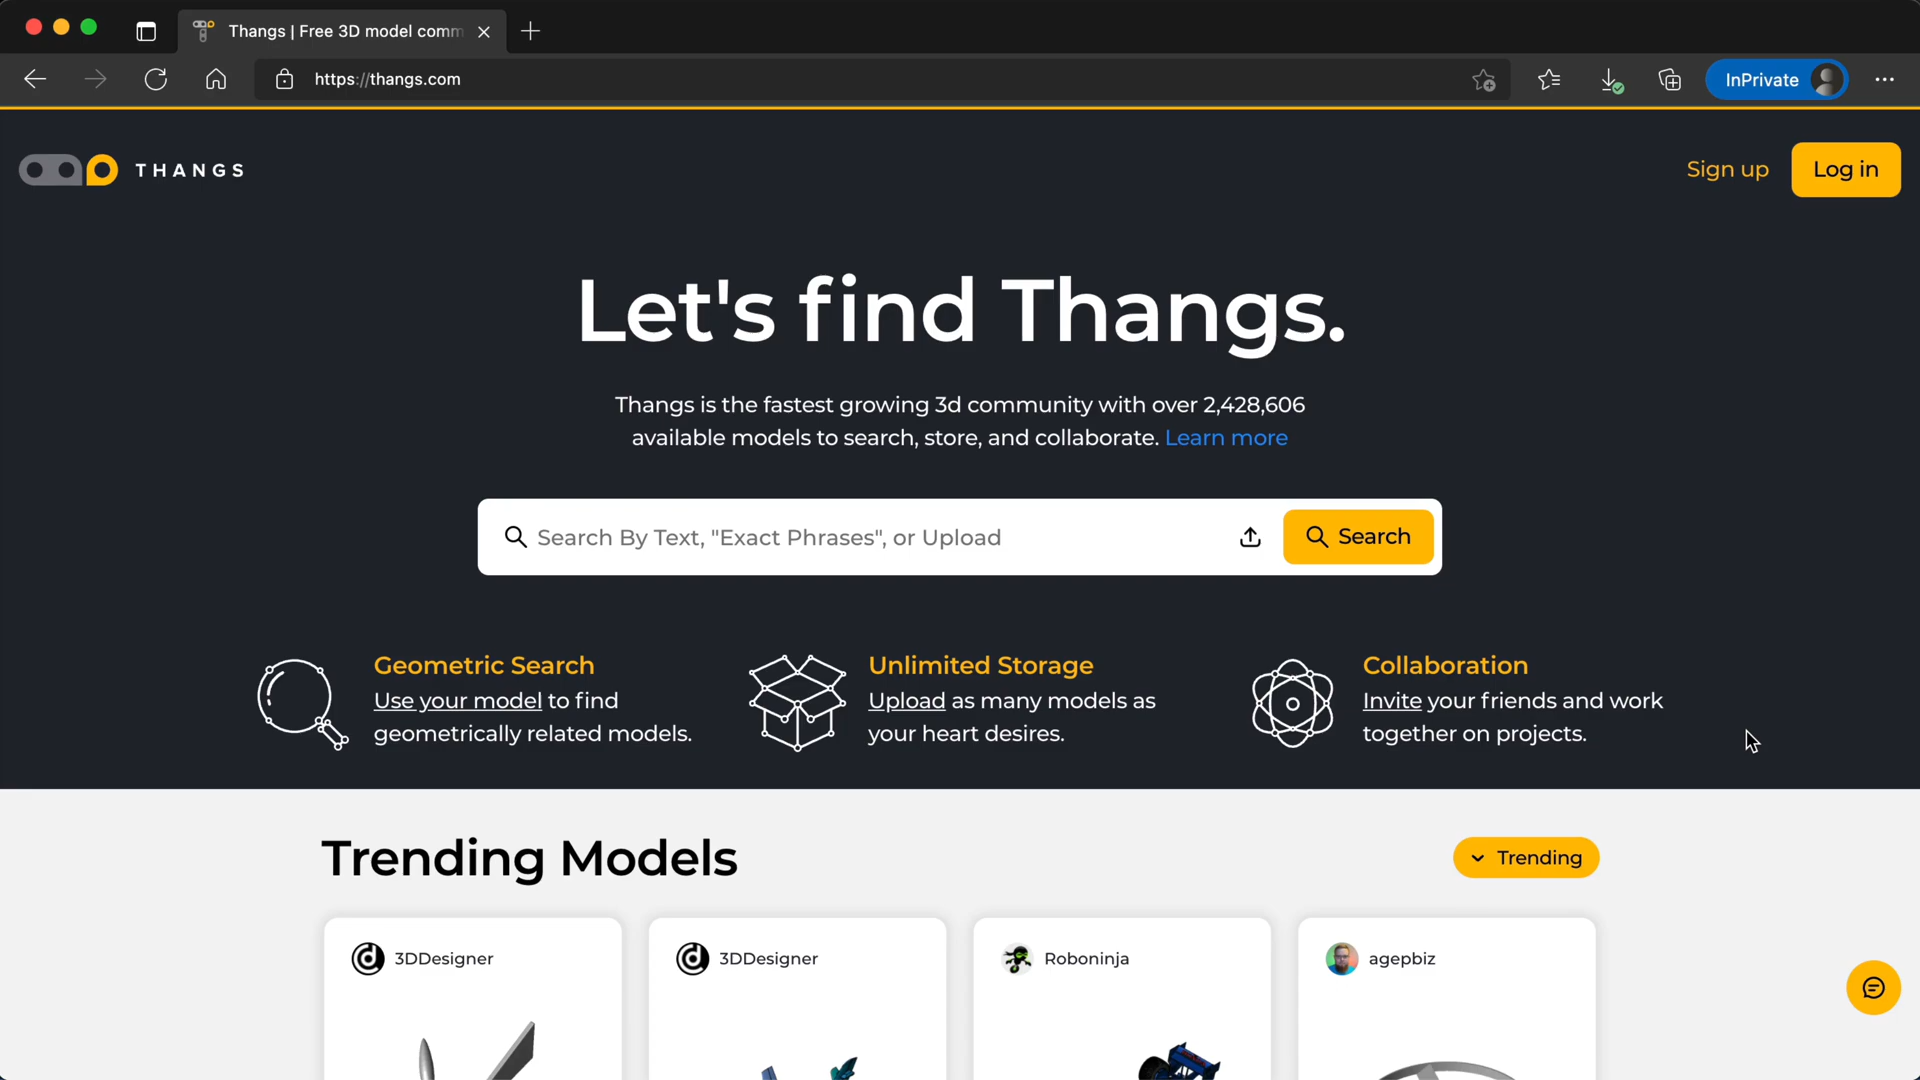 Thangs | Free 3D model comm
https://thangs.com
InPrivate
THANGS
Sign up
Log in
Let's find Thangs.
Thangs is the fastest growing 3d community with over 2,428,606
available models to search, store, and collaborate. Learn more
Search By Text, "Exact Phrases", or Upload
Search
Geometric Search
Use your model to find
geometrically related models.
Unlimited Storage
Upload as many models as
your heart desires.
Collaboration
Invite your friends and work
together on projects.
Trending Models
Trending
3DDesigner
3DDesigner
Roboninja
agepbiz